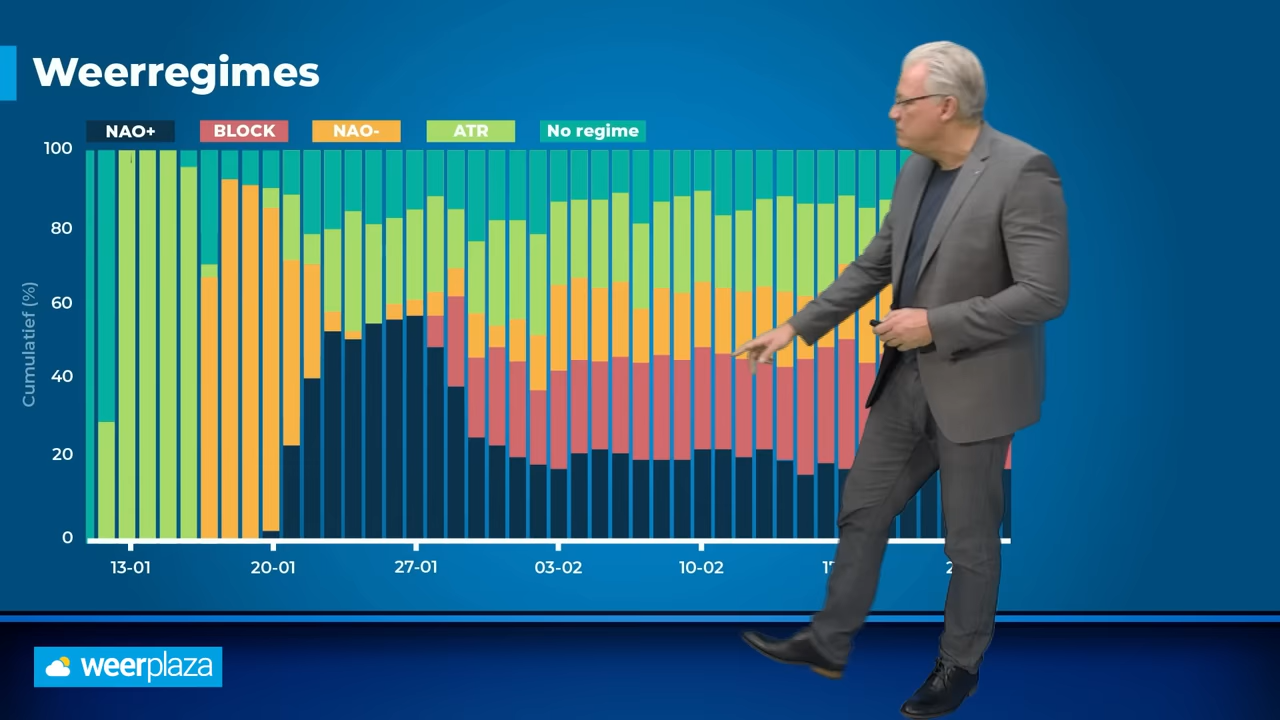 Weerregimes
NAO+ BLOCK NAO- ATR No regime
100
80
60
40
20
0
Cumulatief (%)
13-01 20-01 27-01 03-02 10-02
weerplaza